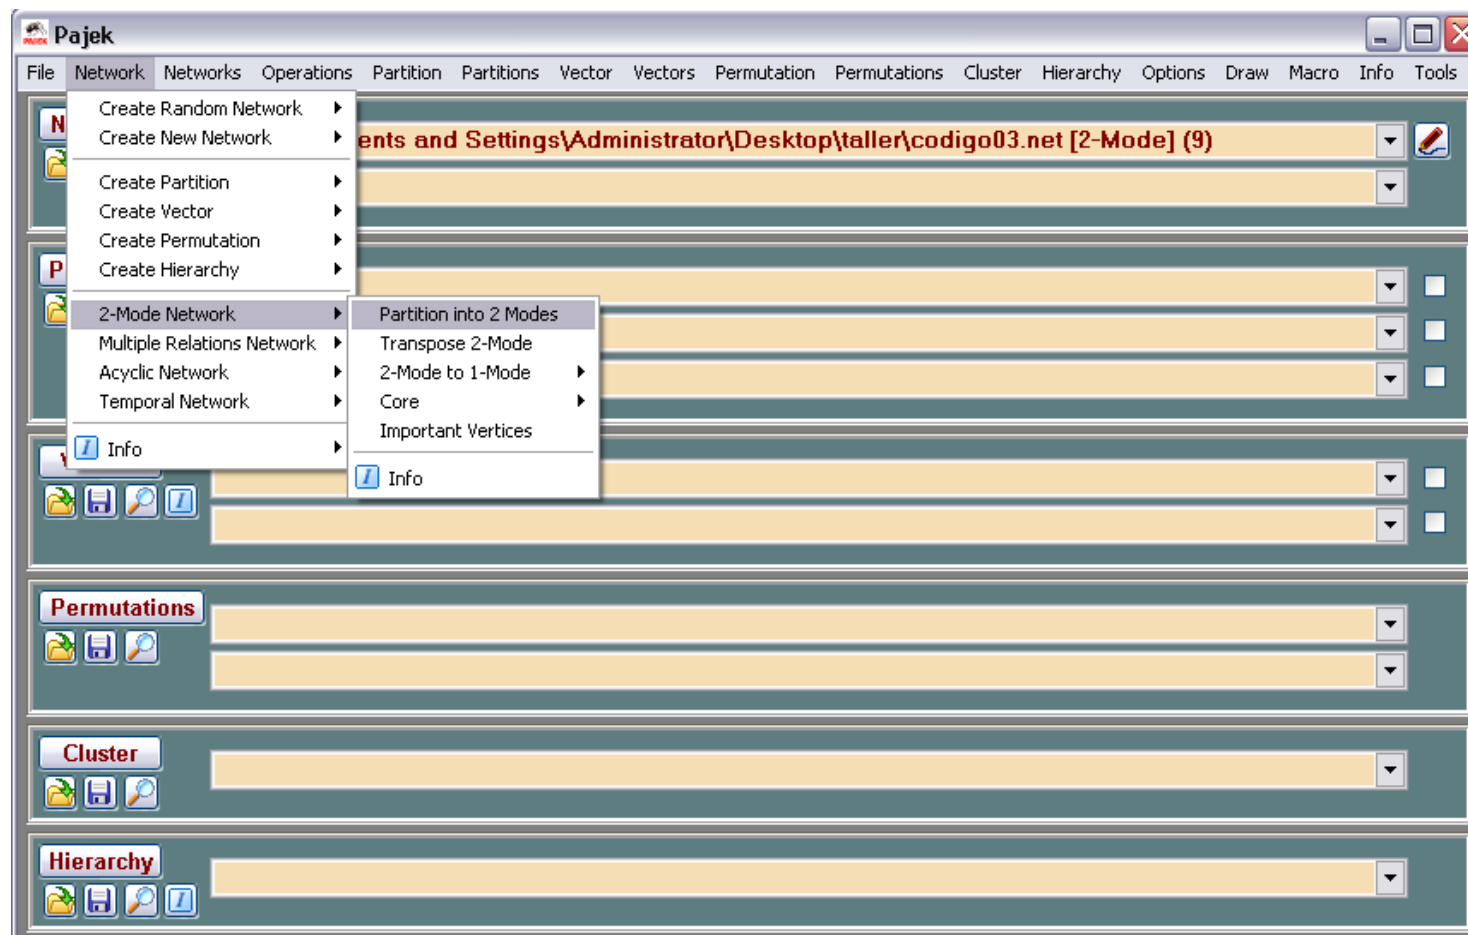 Pajek
File Network Networks Operations Partition Partitions Vector Vectors Permutation Permutations Cluster Hierarchy Options Draw Macro Info Tools
Create Random Network
Create New Network
ents and Settings\Administrator\Desktop\taller\codigo03.net [2-Mode] (9)
Create Partition
Create Vector
Create Permutation
Create Hierarchy
2-Mode Network
Multiple Relations Network
Acyclic Network
Temporal Network
Info
Partition into 2 Modes
Transpose 2-Mode
2-Mode to 1-Mode
Core
Important Vertices
Info
N
P
Permutations
Cluster
Hierarchy